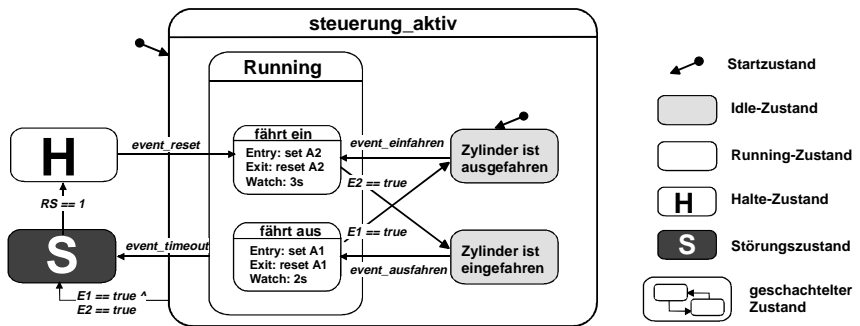 steuerung_aktiv
Running
Startzustand
Idle-Zustand
fährt ein
Entry: set A2
Exit: reset A2
Watch: 3s
event_reset
event_einfahren
Zylinder ist
ausgefahren
E2 == true
H
Running-Zustand
RS == 1
H
Halte-Zustand
fährt aus
Entry: set A1
Exit: reset A1
Watch: 2s
E1 == true
event_timeout
event_ausfahren
Zylinder ist
eingefahren
S
S
Störungszustand
E1 == true ^
E2 == true
geschachtelter
Zustand